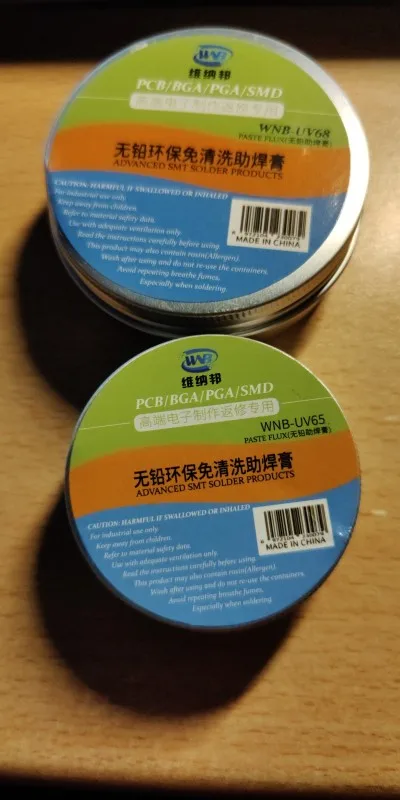 WNB
维纳邦
PCB/BGA/PGA/SMD
高端电子制作返修专用
WNB-UV68
PASTE FLUX(无铅助焊膏)
无铅环保免清洗助焊膏
ADVANCED SMT SOLDER PRODUCTS
CAUTION: HARMFUL IF SWALLOWED OR INHALED
For industrial use only.
Keep away from children.
Refer to material safety data.
Use with adequate ventilation only.
Read the instructions carefully before using.
This product may also contain rosin(Allergen).
Wash after using and do not re-use the containers.
Avoid repeating breathe fumes,
Especially when soldering.
MADE IN CHINA
WNB
维纳邦
PCB/BGA/PGA/SMD
高端电子制作返修专用
WNB-UV65
PASTE FLUX(无铅助焊膏)
无铅环保免清洗助焊膏
ADVANCED SMT SOLDER PRODUCTS
CAUTION: HARMFUL IF SWALLOWED OR INHALED
For industrial use only.
Keep away from children.
Refer to material safety data.
Use with adequate ventilation only.
Read the instructions carefully before using.
This product may also contain rosin(Allergen).
Wash after using and do not re-use the containers.
Avoid repeating breathe fumes,
Especially when soldering.
MADE IN CHINA